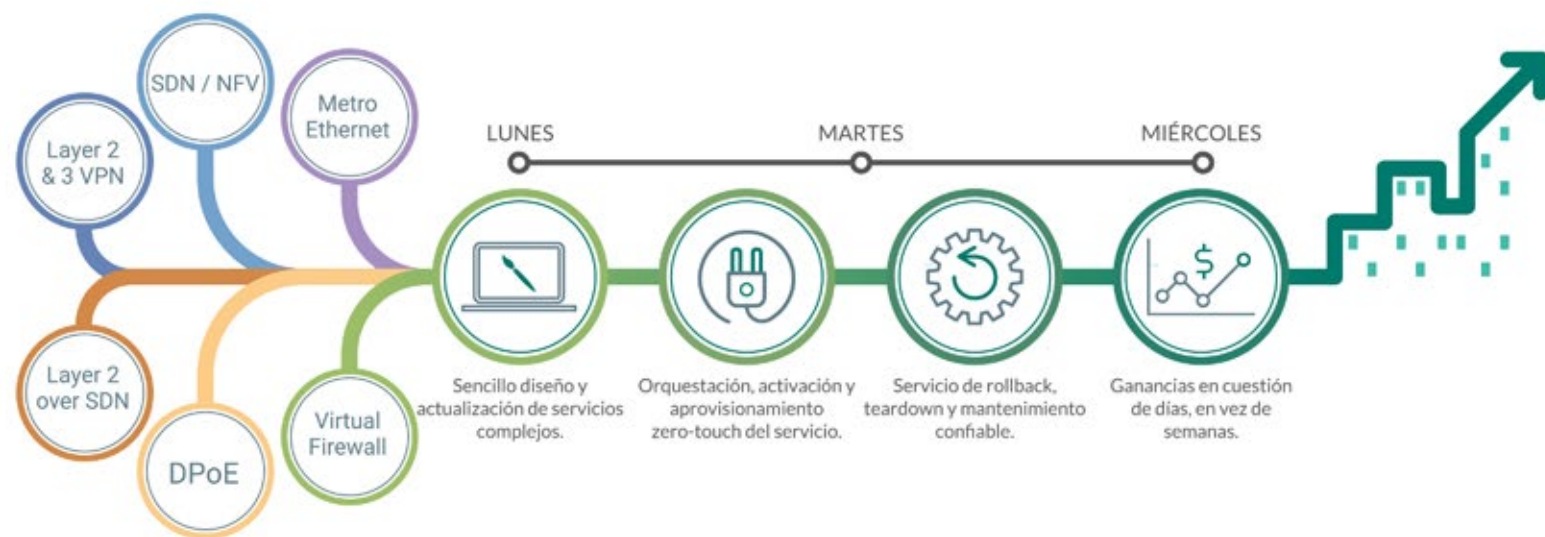 SDN / NFV
Metro
Ethernet
Layer 2
& 3 VPN
Layer 2
over SDN
DPoE
Virtual
Firewall
LUNES
MARTES
MIÉRCOLES
$
Sencillo diseño y
actualización de servicios
complejos.
Orquestación, activación y
aprovisionamiento
zero-touch del servicio.
Servicio de rollback,
teardown y mantenimiento
confiable.
Ganancias en cuestión
de días, en vez de
semanas.